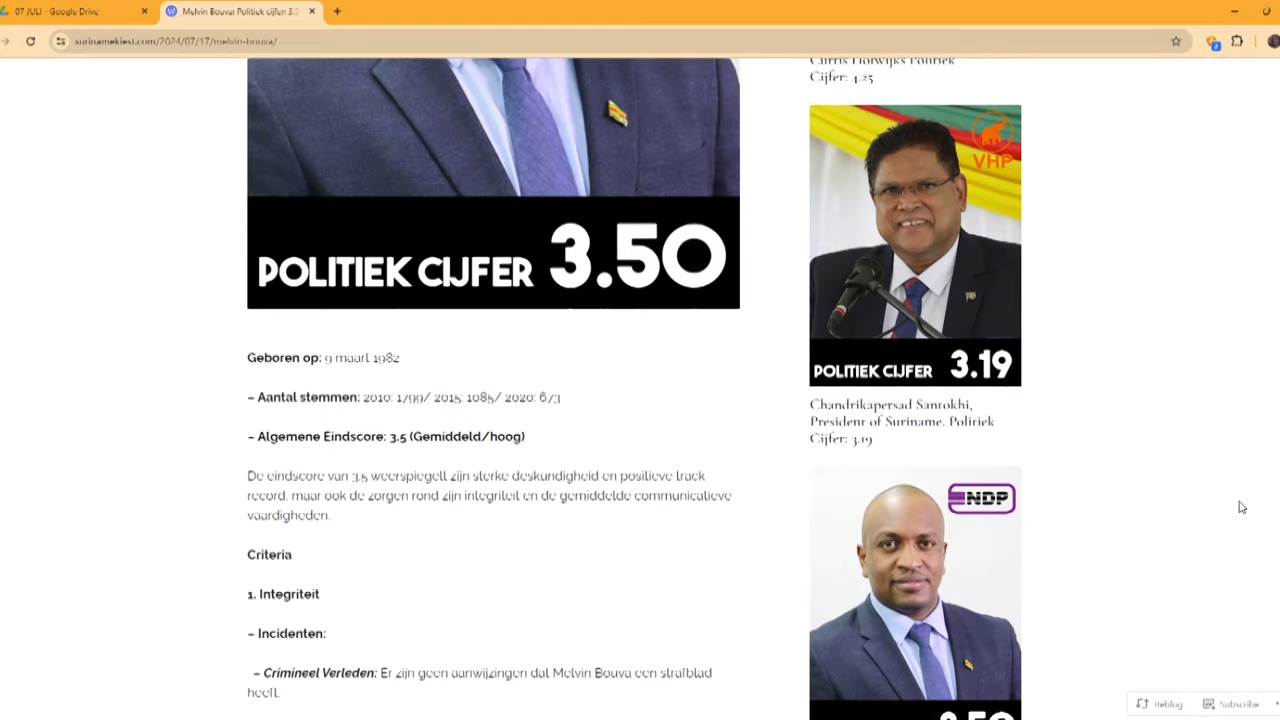 07 JULI - Google Drive
Melvin Bouva: Politiek cijfer 3.5
surinamekiest.com/2024/07/17/melvin-bouva/
POLITIEK CIJFER 3.50
Geboren op: 9 maart 1982
– Aantal stemmen: 2010: 1799/ 2015: 1085/ 2020: 673
– Algemene Eindscore: 3.5 (Gemiddeld/hoog)
De eindscore van 3.5 weerspiegelt zijn sterke deskundigheid en positieve track
record, maar ook de zorgen rond zijn integriteit en de gemiddelde communicatieve
vaardigheden.
Criteria
1. Integriteit
– Incidenten:
– Crimineel Verleden: Er zijn geen aanwijzingen dat Melvin Bouva een strafblad
heeft.
Curtis Hofwijks Politiek
Cijfer: 4.25
VHP
POLITIEK CIJFER 3.19
Chandrikapersad Santokhi,
President of Suriname. Politiek
Cijfer: 3.19
NDP
3.50
Reblog
Subscribe